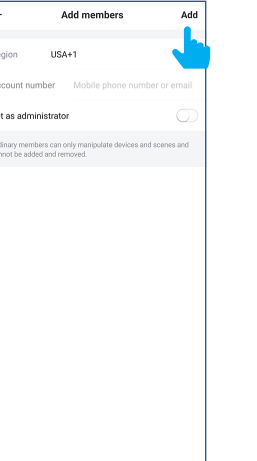 Add members Add
egion USA+1
ccount number Mobile phone number or email
t as administrator
dinary members can only manipulate devices and scenes and
nnot be added and removed.